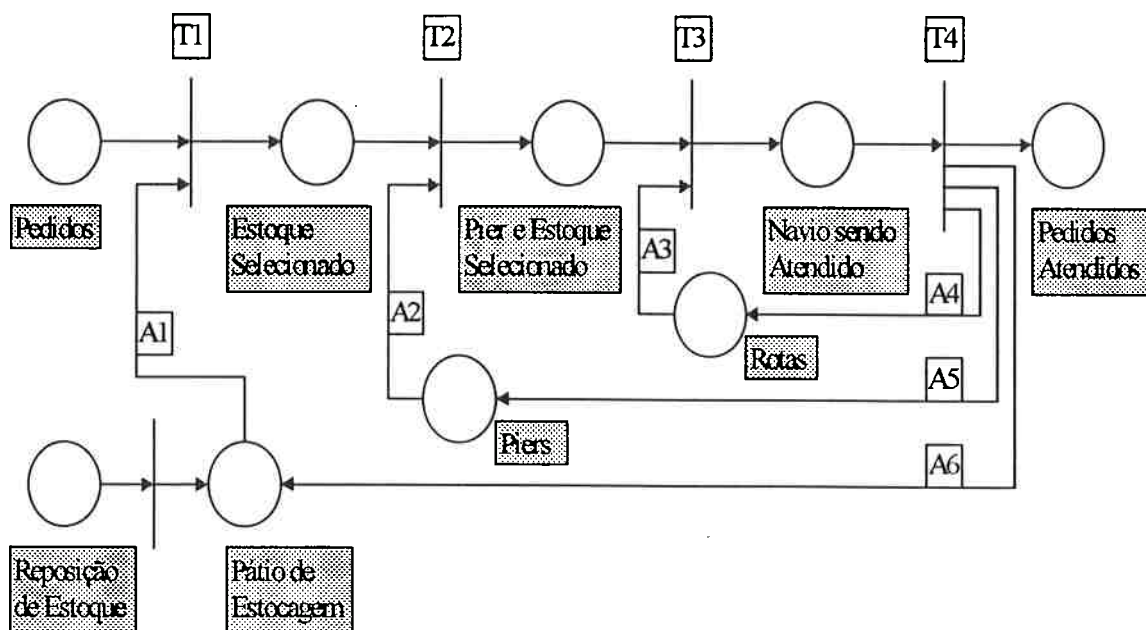 T1
T2
T3
T4
Pedidos
Estoque
Selecionado
Pier e Estoque
Selecionado
Navio sendo
Atendido
Pedidos
Atendidos
A1
A2
A3
A4
Rotas
A5
Piers
A6
Reposição
de Estoque
Patio de
Estocagem